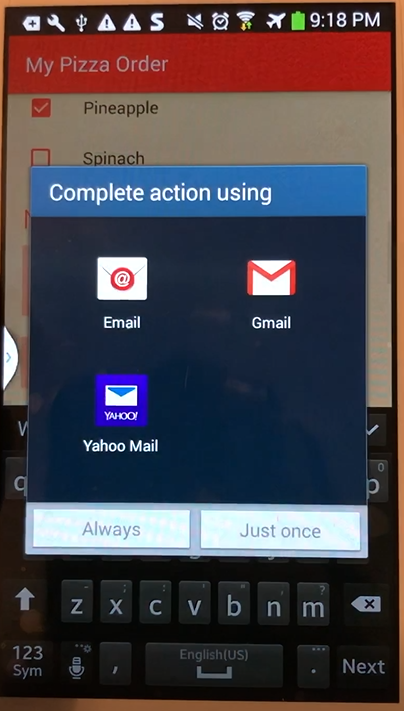 9:18 PM
My Pizza Order
Pineapple
Spinach
Complete action using
@
Email
M
Gmail
YAHOO!
Yahoo Mail
Always
Just once
q
p
0
z x c v b n m
?
123
Sym
,
English(US)
.
Next